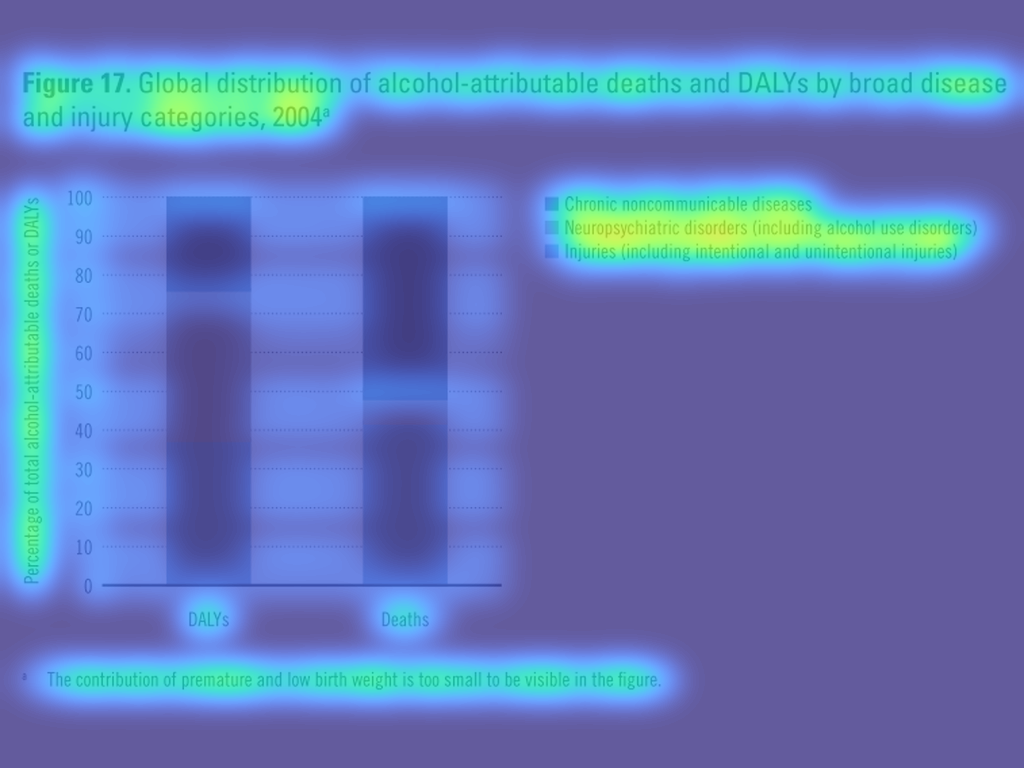 Figure 17. Global distribution of alcohol-attributable deaths and DALYs by broad disease
and injury categories, 2004ª
Percentage of total alcohol-attributable deaths or DALYs
100
90
80
70
60
50
40
30
20
10
0
DALYs Deaths
Chronic noncommunicable diseases
Neuropsychiatric disorders (including alcohol use disorders)
Injuries (including intentional and unintentional injuries)
ª The contribution of premature and low birth weight is too small to be visible in the figure.